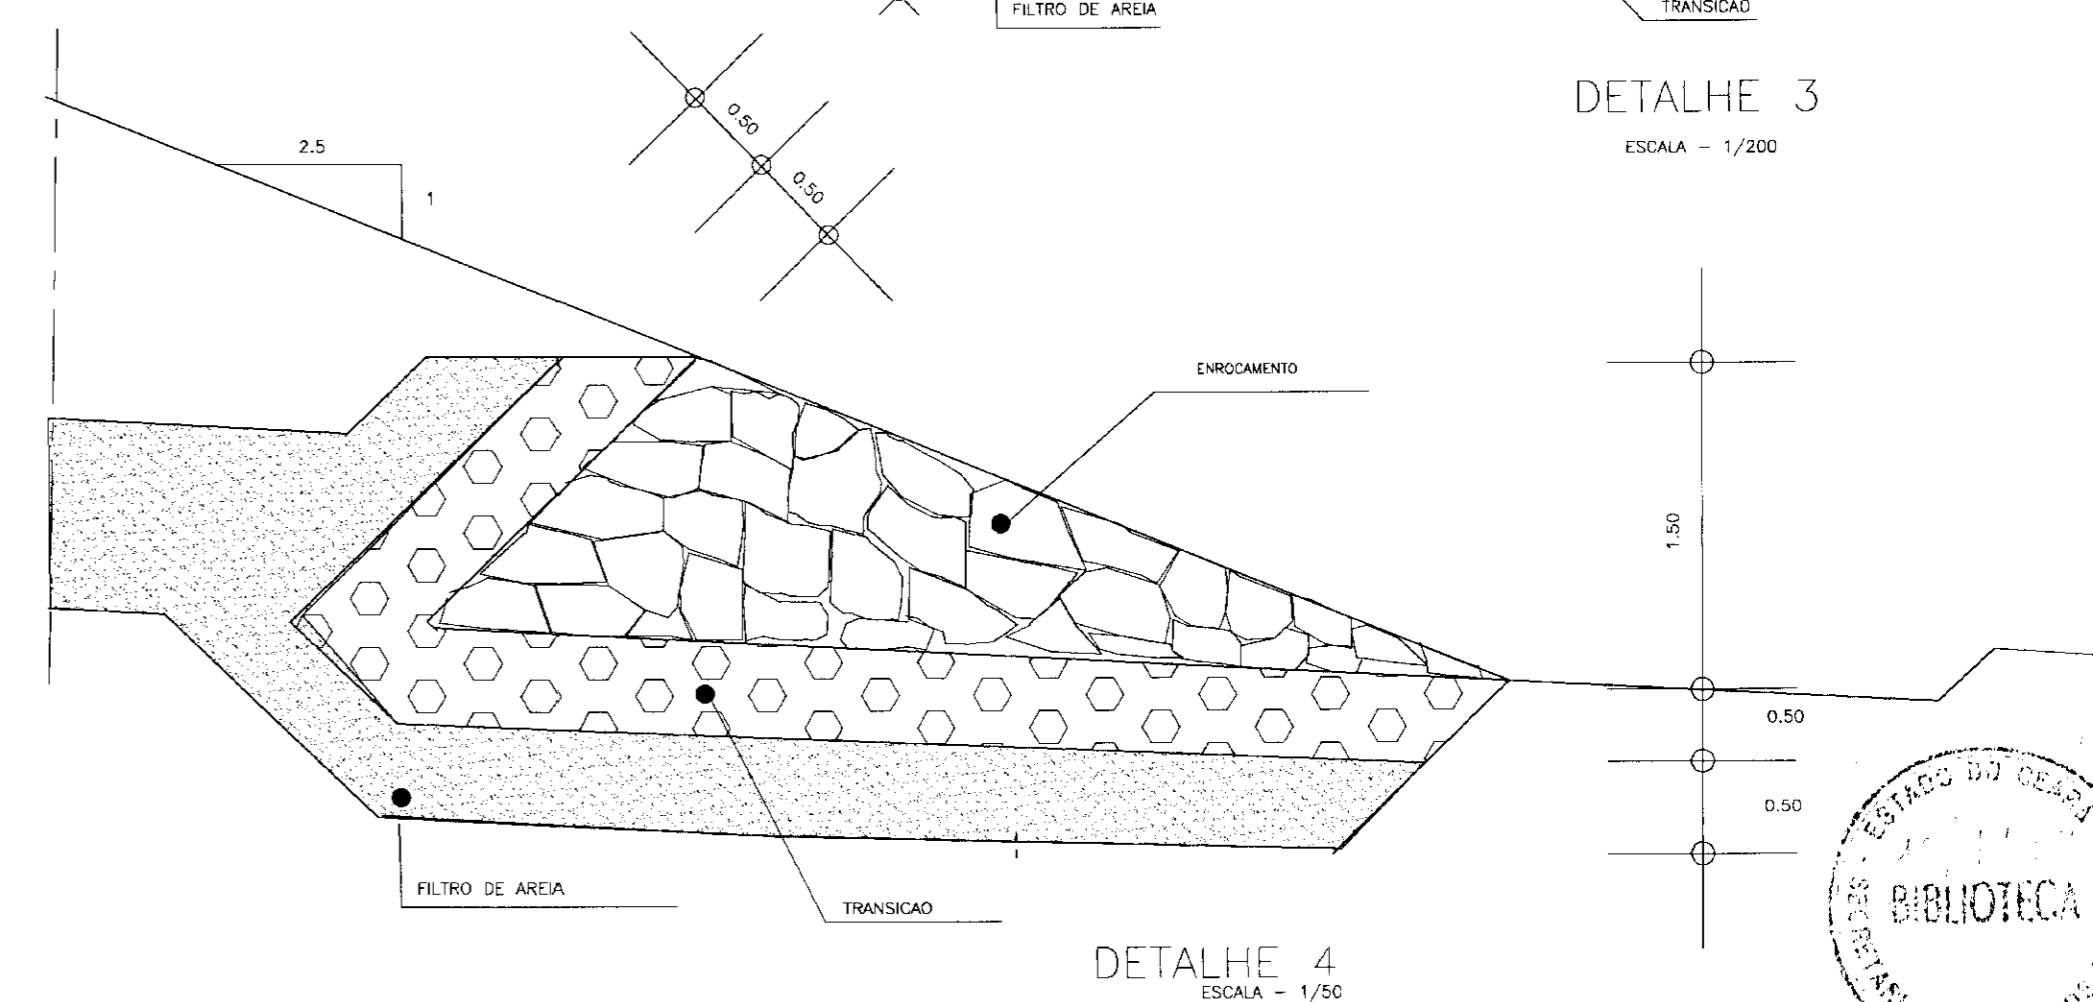 FILTRO DE AREIA
TRANSICAO
DETALHE 3
ESCALA - 1/200
0.50
0.50
2.5
1
ENROCAMENTO
1.50
0.50
0.50
FILTRO DE AREIA
TRANSICAO
DETALHE 4
ESCALA - 1/50
ESTADO DO CEARA
BIBLIOTECA